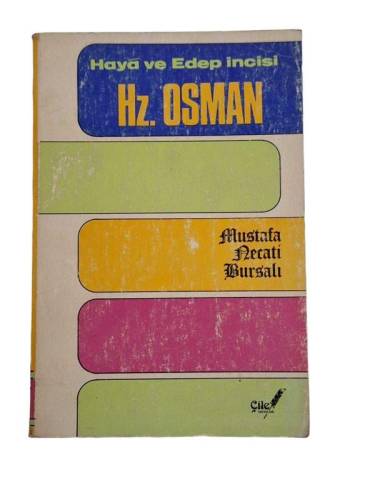 Haya ve Edep incisi
Hz. OSMAN
Mustafa
Necati
Bursalı
Çile